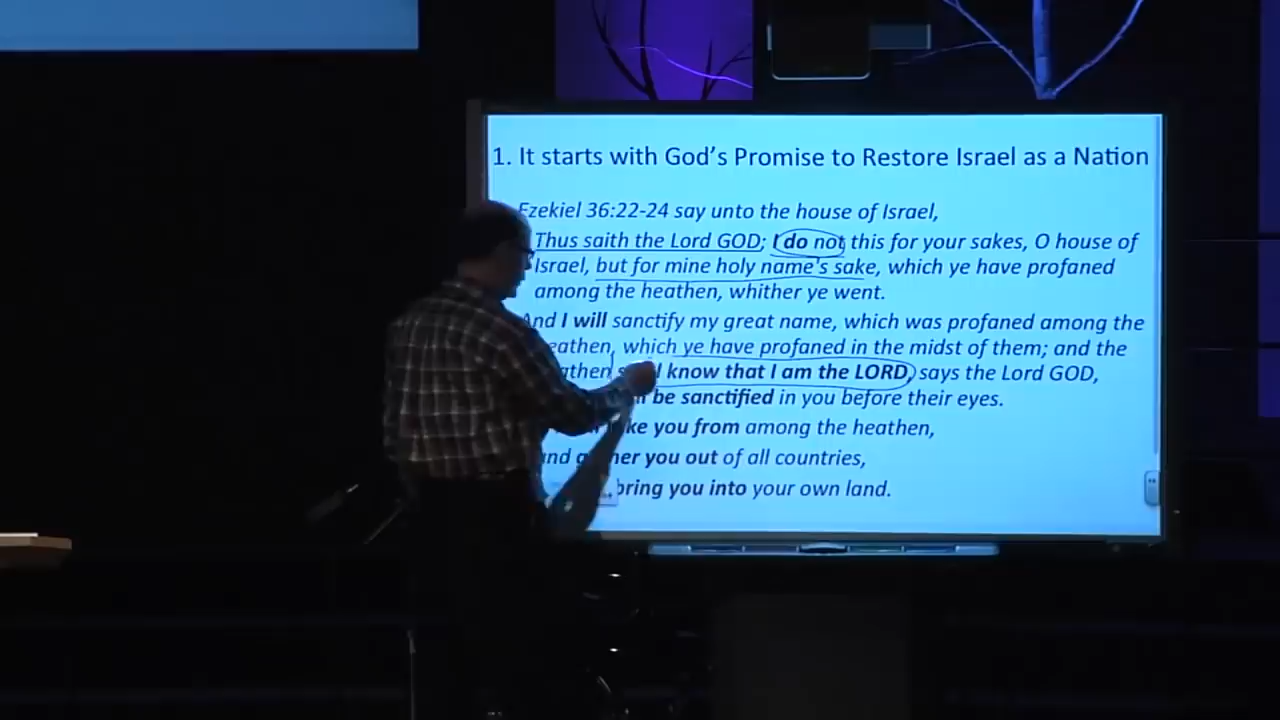 1. It starts with God's Promise to Restore Israel as a Nation
Ezekiel 36:22-24 say unto the house of Israel,
Thus saith the Lord GOD; I do not this for your sakes, O house of
Israel, but for mine holy name's sake, which ye have profaned
among the heathen, whither ye went.
And I will sanctify my great name, which was profaned among the
heathen, which ye have profaned in the midst of them; and the
know that I am the LORD, says the Lord GOD,
be sanctified in you before their eyes.
you from among the heathen,
you out of all countries,
bring you into your own land.